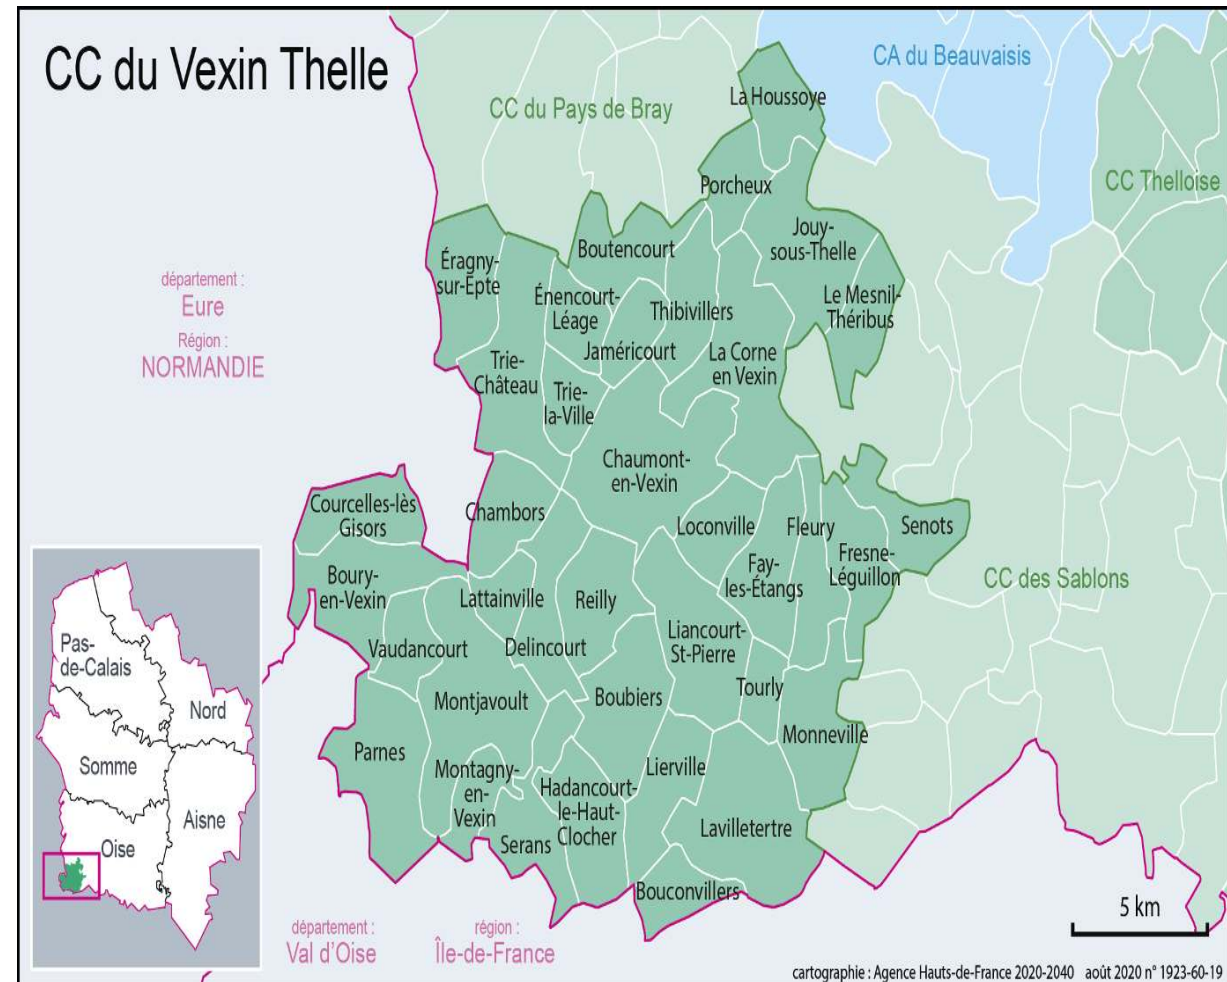 CC du Vexin Thelle
CA du Beauvaisis
CC du Pays de Bray
La Houssoye
CC Thelloise
Porcheux
Jouy-
sous-Thelle
Boutencourt
Éragny-
sur-Epte
département :
Eure
Région :
NORMANDIE
Énencourt-
Léage
Thibivillers
Le Mesnil-
Théribus
Jaméricourt
La Corne
en Vexin
Trie-
Château
Trie-
la-Ville
Chaumont-
en-Vexin
Courcelles-lès
Gisors
Chambors
Loconville
Fleury
Senots
Fresne-
Léguillon
Fay-
les-Étangs
CC des Sablons
Boury-
en-Vexin
Lattainville
Reilly
Vaudancourt
Delincourt
Liancourt-
St-Pierre
Tourly
Boubiers
Montjavoult
Monneville
Parnes
Montagny-
en-
Vexin
Lierville
Hadancourt-
le-Haut-
Clocher
Serans
Lavilletertre
Bouconvillers
Pas-
de-Calais
Nord
Somme
Aisne
Oise
département :
Val d’Oise
région :
Île-de-France
5 km
cartographie : Agence Hauts-de-France 2020-2040 août 2020 n° 1923-60-19